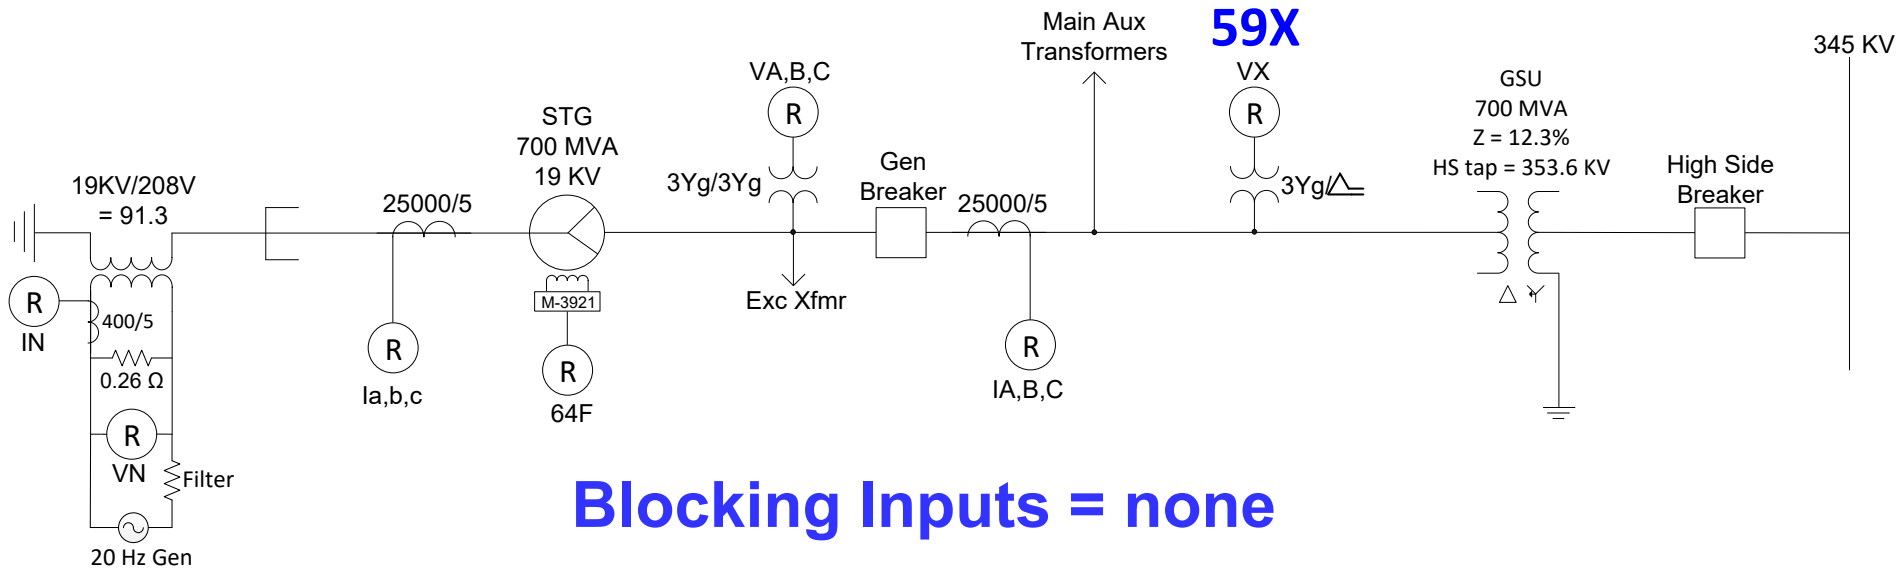 59X
Main Aux
Transformers
345 KV
VA,B,C
VX
GSU
700 MVA
Z = 12.3%
HS tap = 353.6 KV
R
R
STG
700 MVA
19 KV
Gen
Breaker
High Side
Breaker
19KV/208V
= 91.3
3Yg/3Yg
3Yg/
25000/5
25000/5
R
IN
400/5
M-3921
Exc Xfmr
0.26 Ω
R
Ia,b,c
R
64F
R
IA,B,C
R
VN
Filter
20 Hz Gen
Blocking Inputs = none